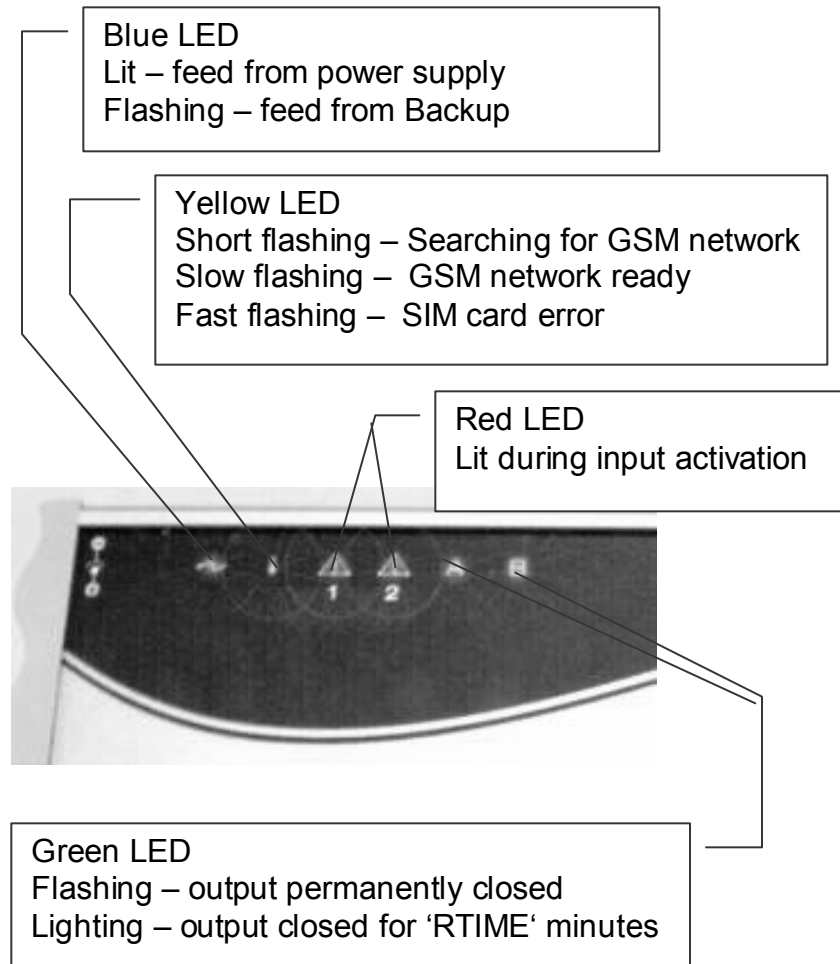 Blue LED
Lit – feed from power supply
Flashing – feed from Backup
Yellow LED
Short flashing – Searching for GSM network
Slow flashing – GSM network ready
Fast flashing – SIM card error
Red LED
Lit during input activation
1 2
Green LED
Flashing – output permanently closed
Lighting – output closed for ‘RTIME‘ minutes